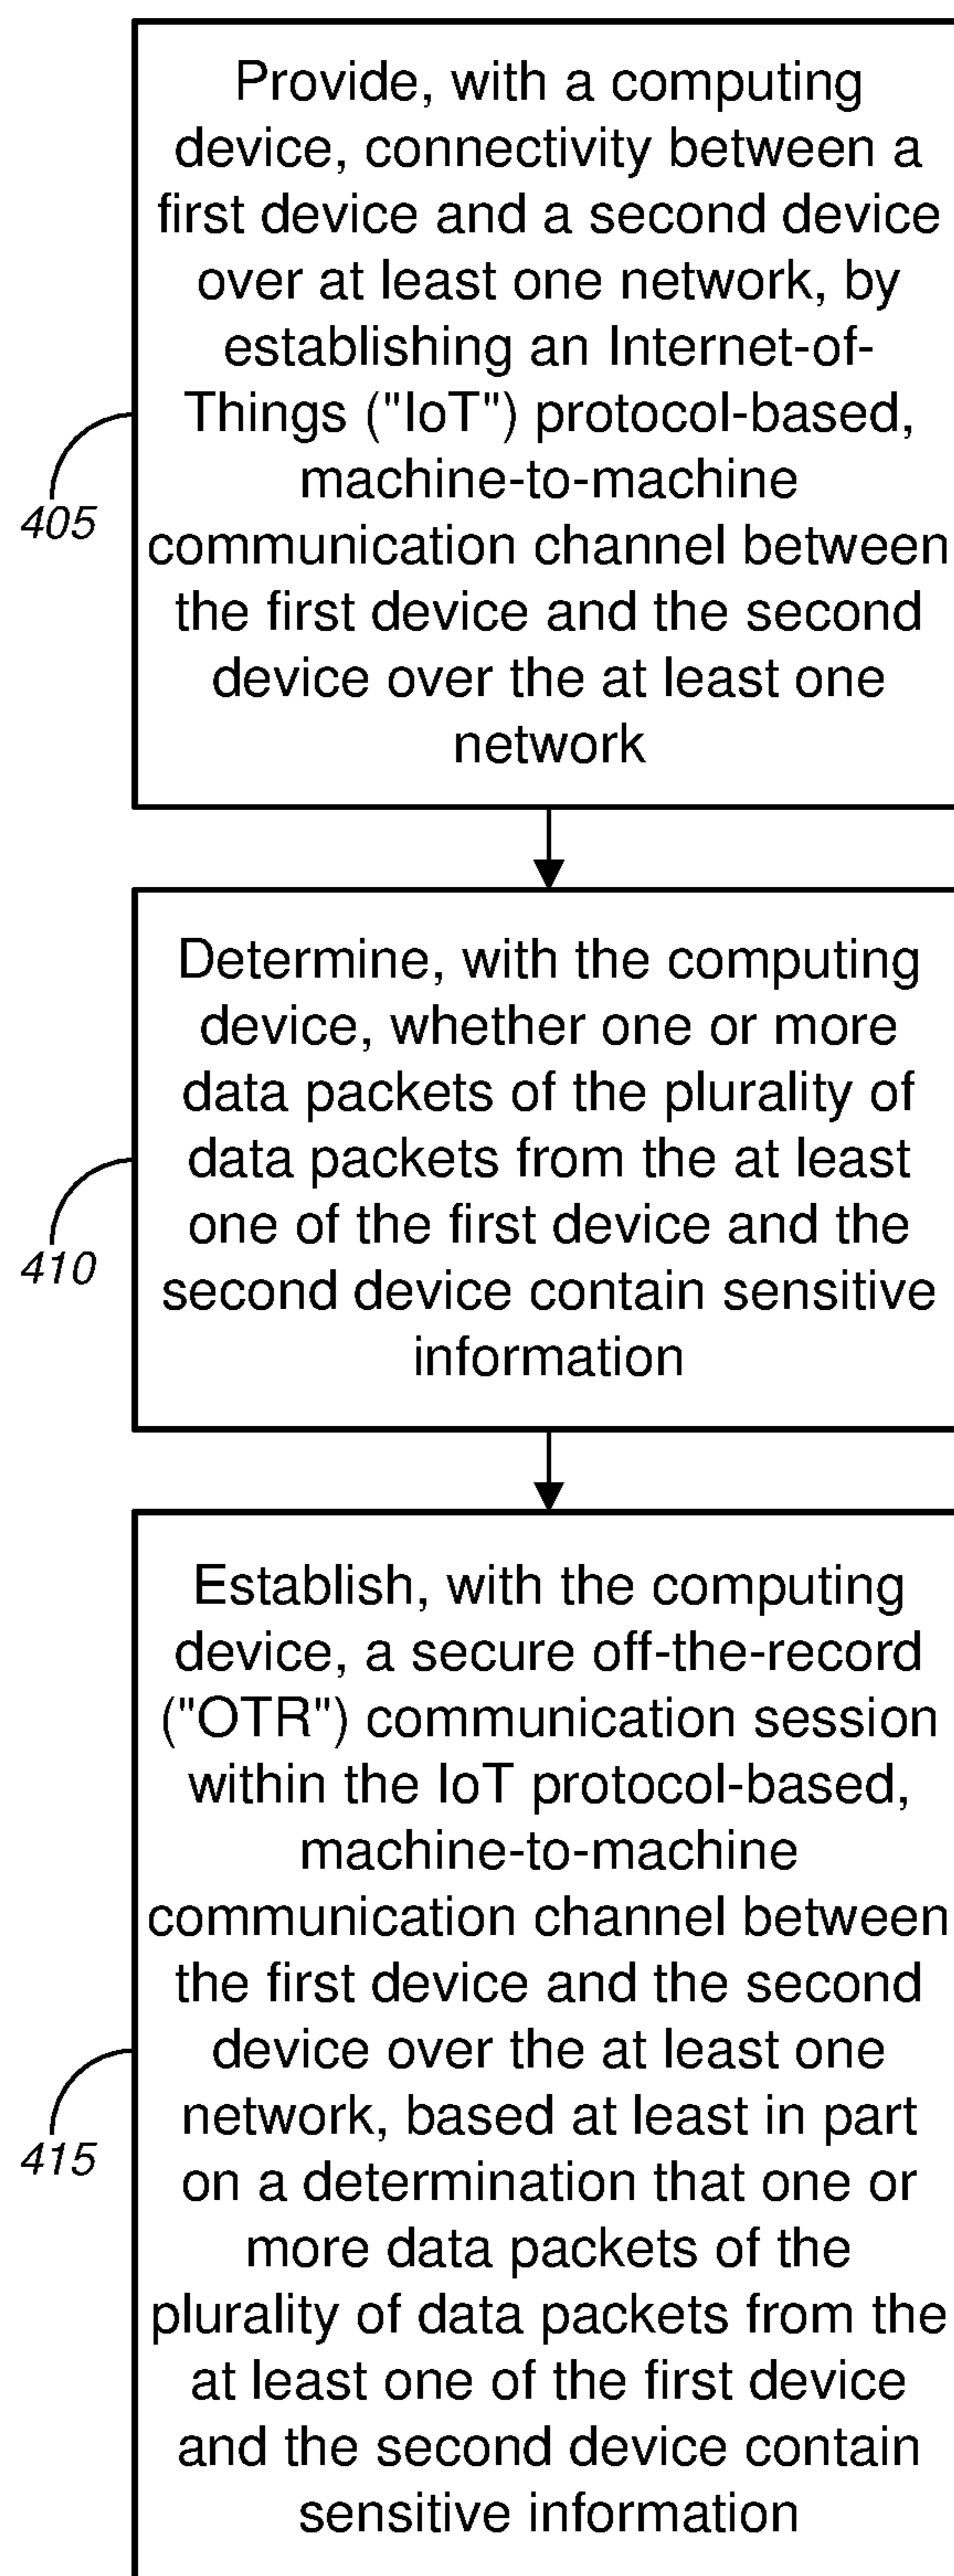 Provide, with a computing
device, connectivity between a
first device and a second device
over at least one network, by
establishing an Internet-of-
Things ("IoT") protocol-based,
machine-to-machine
communication channel between
the first device and the second
device over the at least one
network
405
Determine, with the computing
device, whether one or more
data packets of the plurality of
data packets from the at least
one of the first device and the
second device contain sensitive
information
410
Establish, with the computing
device, a secure off-the-record
("OTR") communication session
within the IoT protocol-based,
machine-to-machine
communication channel between
the first device and the second
device over the at least one
network, based at least in part
on a determination that one or
more data packets of the
plurality of data packets from the
at least one of the first device
and the second device contain
sensitive information
415